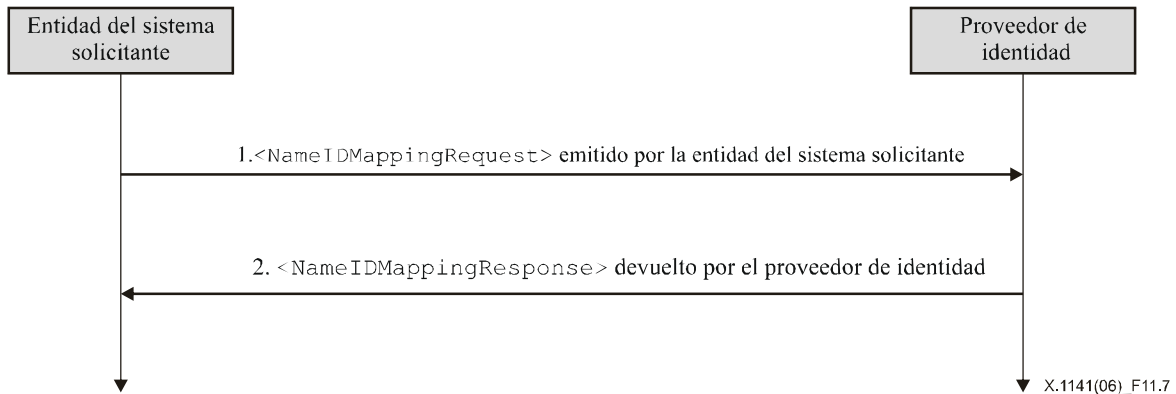 Entidad del sistema
solicitante
Proveedor de
identidad
1.<NameIDMappingRequest> emitido por la entidad del sistema solicitante
2. <NameIDMappingResponse> devuelto por el proveedor de identidad
X.1141(06)_F11.7